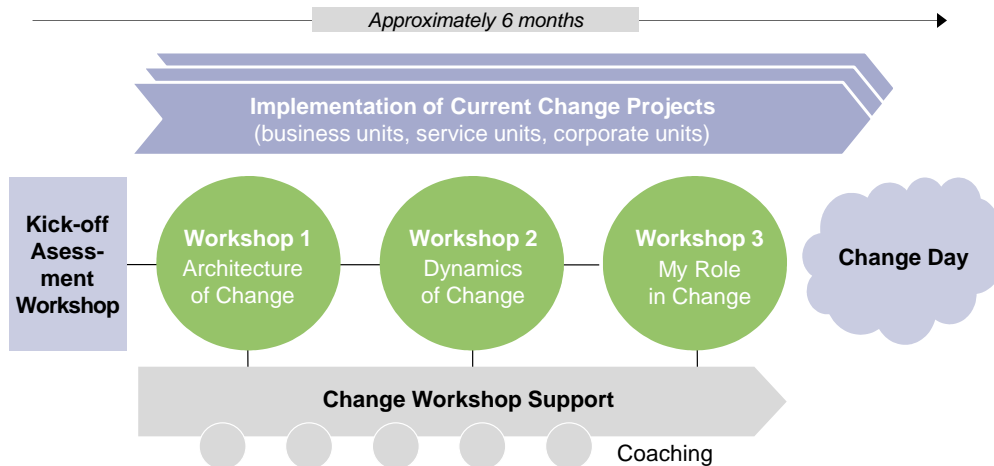 Approximately 6 months
Implementation of Current Change Projects
(business units, service units, corporate units)
Kick-off
Asess-
ment
Workshop
Workshop 1
Architecture
of Change
Workshop 2
Dynamics
of Change
Workshop 3
My Role
in Change
Change Day
Change Workshop Support
Coaching